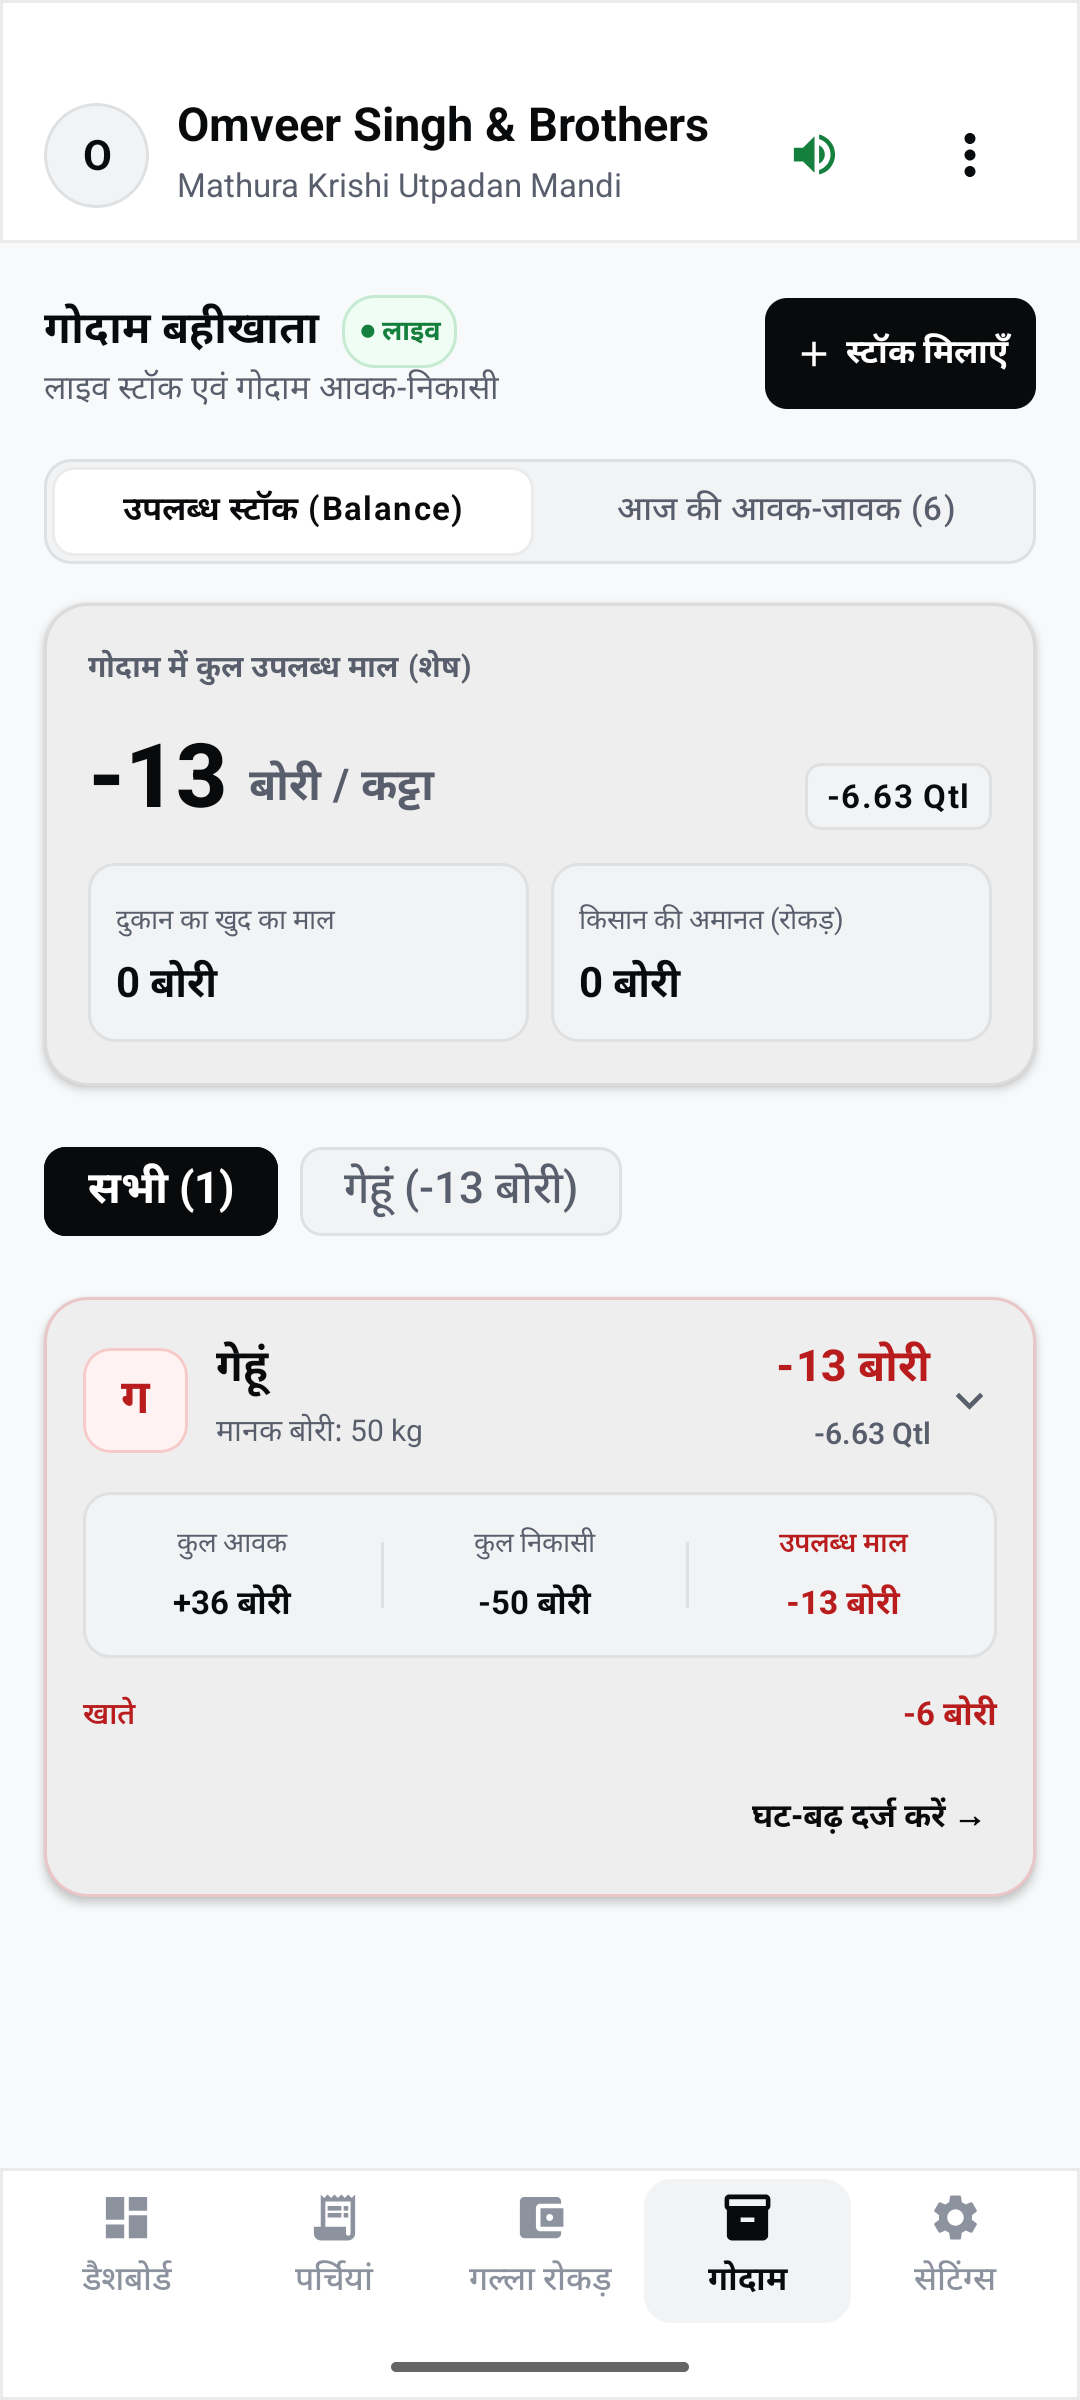 O
Omveer Singh & Brothers
Mathura Krishi Utpadan Mandi
गोदाम बहीखाता
• लाइव
लाइव स्टॉक एवं गोदाम आवक-निकासी
+ स्टॉक मिलाएँ
उपलब्ध स्टॉक (Balance)
आज की आवक-जावक (6)
गोदाम में कुल उपलब्ध माल (शेष)
-13 बोरी / कट्टा
-6.63 Qtl
दुकान का खुद का माल
0 बोरी
किसान की अमानत (रोकड़)
0 बोरी
सभी (1)
गेहूं (-13 बोरी)
ग
गेहूं
मानक बोरी: 50 kg
-13 बोरी
-6.63 Qtl
कुल आवक
+36 बोरी
कुल निकासी
-50 बोरी
उपलब्ध माल
-13 बोरी
खाते
-6 बोरी
घट-बढ़ दर्ज करें →
डैशबोर्ड
पर्चियां
गल्ला रोकड़
गोदाम
सेटिंग्स